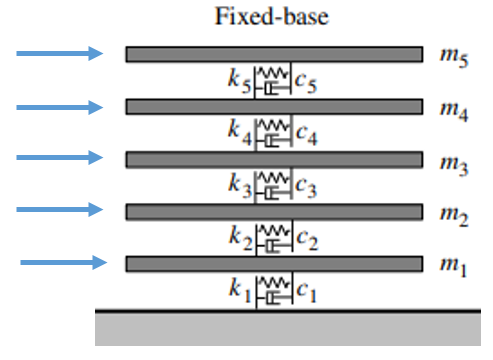 Fixed-base
m5
k5 c5
m4
k4 c4
m3
k3 c3
m2
k2 c2
m1
k1 c1